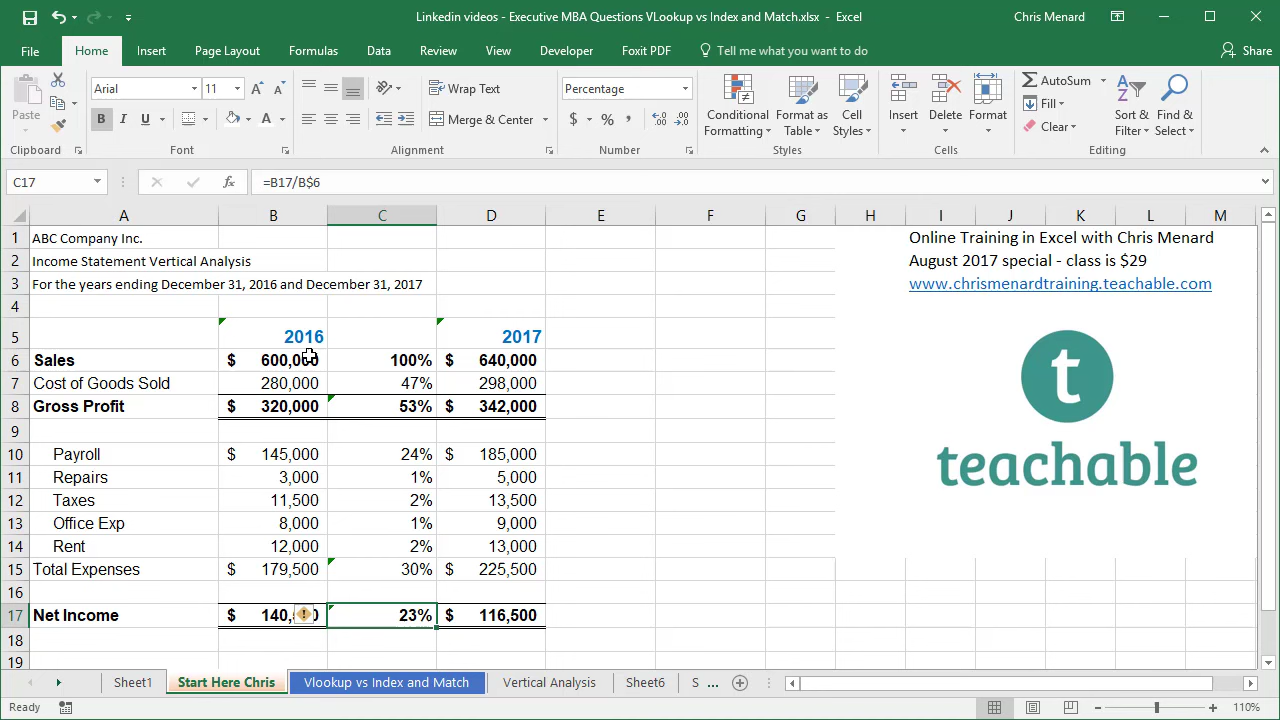 Linkedin videos - Executive MBA Questions VLookup vs Index and Match.xlsx - Excel
Chris Menard
File Home Insert Page Layout Formulas Data Review View Developer Foxit PDF Tell me what you want to do Share
Paste
Clipboard
Arial 11
B I U
Font
Wrap Text
Merge & Center
Alignment
Percentage
$ % ,
Number
Conditional Formatting
Format as Table
Cell Styles
Styles
Insert
Delete
Format
Cells
AutoSum
Fill
Clear
Sort & Filter
Find & Select
Editing
C17 fx =B17/B$6
A B C D E F G H I J K L M
1 ABC Company Inc. Online Training in Excel with Chris Menard
2 Income Statement Vertical Analysis August 2017 special - class is $29
3 For the years ending December 31, 2016 and December 31, 2017 www.chrismenardtraining.teachable.com
4
5 2016 2017
6 Sales $ 600,000 100% $ 640,000
7 Cost of Goods Sold 280,000 47% 298,000
8 Gross Profit $ 320,000 53% $ 342,000
9
10 Payroll $ 145,000 24% $ 185,000
11 Repairs 3,000 1% 5,000
12 Taxes 11,500 2% 13,500
13 Office Exp 8,000 1% 9,000
14 Rent 12,000 2% 13,000
15 Total Expenses $ 179,500 30% $ 225,500
16
17 Net Income $ 23% $ 116,500
18
19
t
teachable
Sheet1 Start Here Chris Vlookup vs Index and Match Vertical Analysis Sheet6 S ...
Ready 110%